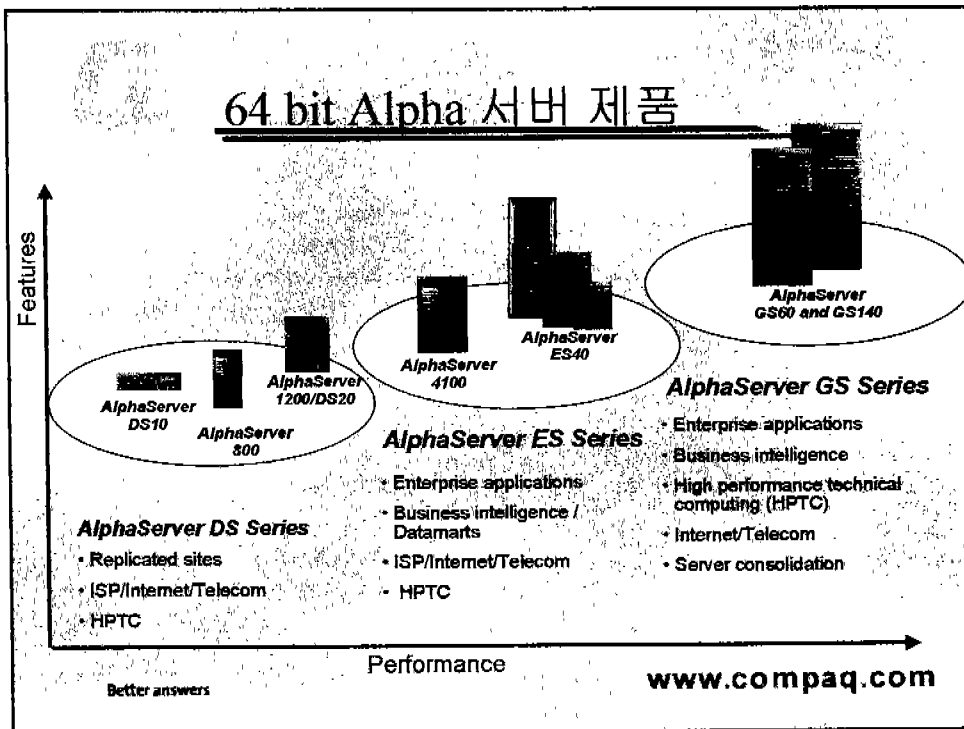 64 bit Alpha 서버 제품
Features
AlphaServer
DS10
AlphaServer
800
AlphaServer
1200/DS20
AlphaServer
4100
AlphaServer
ES40
AlphaServer
GS60 and GS140
AlphaServer DS Series
· Replicated sites
· ISP/Internet/Telecom
· HPTC
AlphaServer ES Series
· Enterprise applications
· Business intelligence /
Datamarts
· ISP/Internet/Telecom
· HPTC
AlphaServer GS Series
· Enterprise applications
· Business intelligence
· High performance technical
computing (HPTC)
· Internet/Telecom
· Server consolidation
Performance
Better answers
www.compaq.com